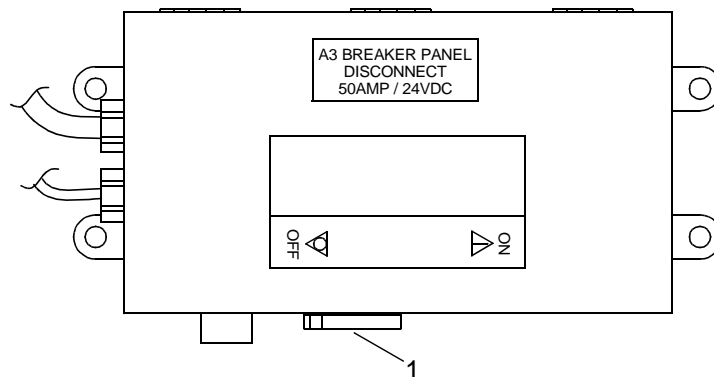 A3 BREAKER PANEL
DISCONNECT
50AMP / 24VDC
OFF
ON
1